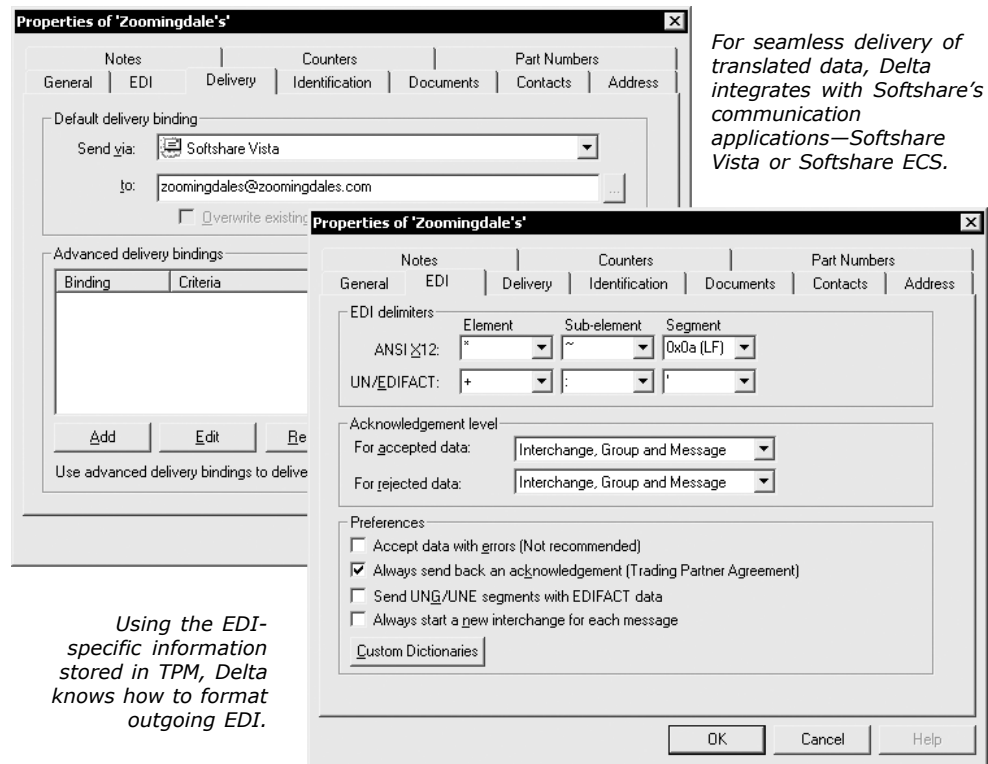 Properties of 'Zoomingdale's'
Notes Counters Part Numbers
General EDI Delivery Identification Documents Contacts Address
Default delivery binding
Send via: Softshare Vista
to: zoomingdales@zoomingdales.com ...
Overwrite existing
Advanced delivery bindings
Binding Criteria
Add Edit Re
Use advanced delivery bindings to delive
For seamless delivery of
translated data, Delta
integrates with Softshare's
communication
applications—Softshare
Vista or Softshare ECS.
Properties of 'Zoomingdale's'
Notes Counters Part Numbers
General EDI Delivery Identification Documents Contacts Address
EDI delimiters
Element Sub-element Segment
ANSI X12: * ~ 0x0a (LF)
UN/EDIFACT: + : '
Acknowledgement level
For accepted data: Interchange, Group and Message
For rejected data: Interchange, Group and Message
Preferences
Accept data with errors (Not recommended)
Always send back an acknowledgement (Trading Partner Agreement)
Send UNG/UNE segments with EDIFACT data
Always start a new interchange for each message
Custom Dictionaries
OK Cancel Help
Using the EDI-
specific information
stored in TPM, Delta
knows how to format
outgoing EDI.